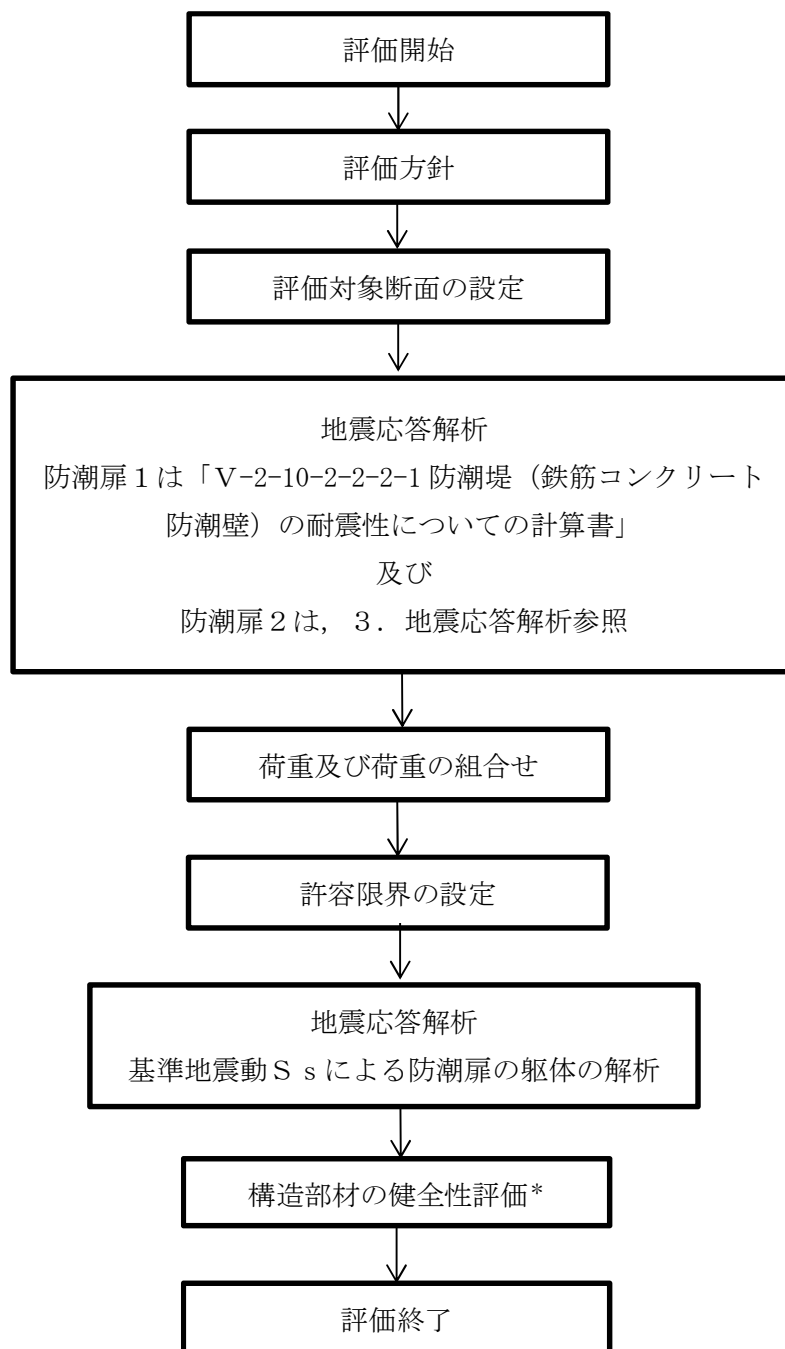 評価開始
評価方針
評価対象断面の設定
地震応答解析
防潮扉１は「Ⅴ-2-10-2-2-2-1 防潮堤（鉄筋コンクリート
防潮壁）の耐震性についての計算書」
及び
防潮扉２は，３．地震応答解析参照
荷重及び荷重の組合せ
許容限界の設定
地震応答解析
基準地震動Ｓｓによる防潮扉の躯体の解析
構造部材の健全性評価*
評価終了